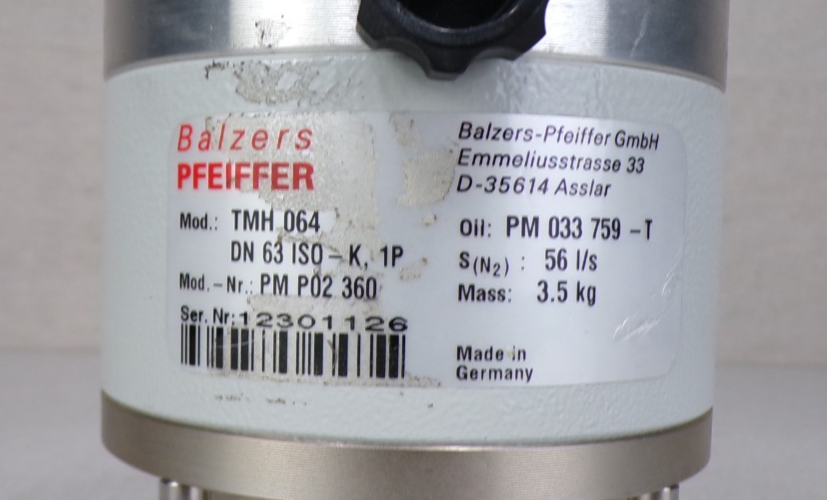 Balzers
PFEIFFER
Mod.: TMH 064
DN 63 ISO - K, 1P
Mod. - Nr.: PM P02 360
Ser. Nr: 12301126
Balzers-Pfeiffer GmbH
Emmeliusstrasse 33
D-35614 Asslar
Oil: PM 033 759 -T
S(N₂) : 56 l/s
Mass: 3.5 kg
Made in
Germany